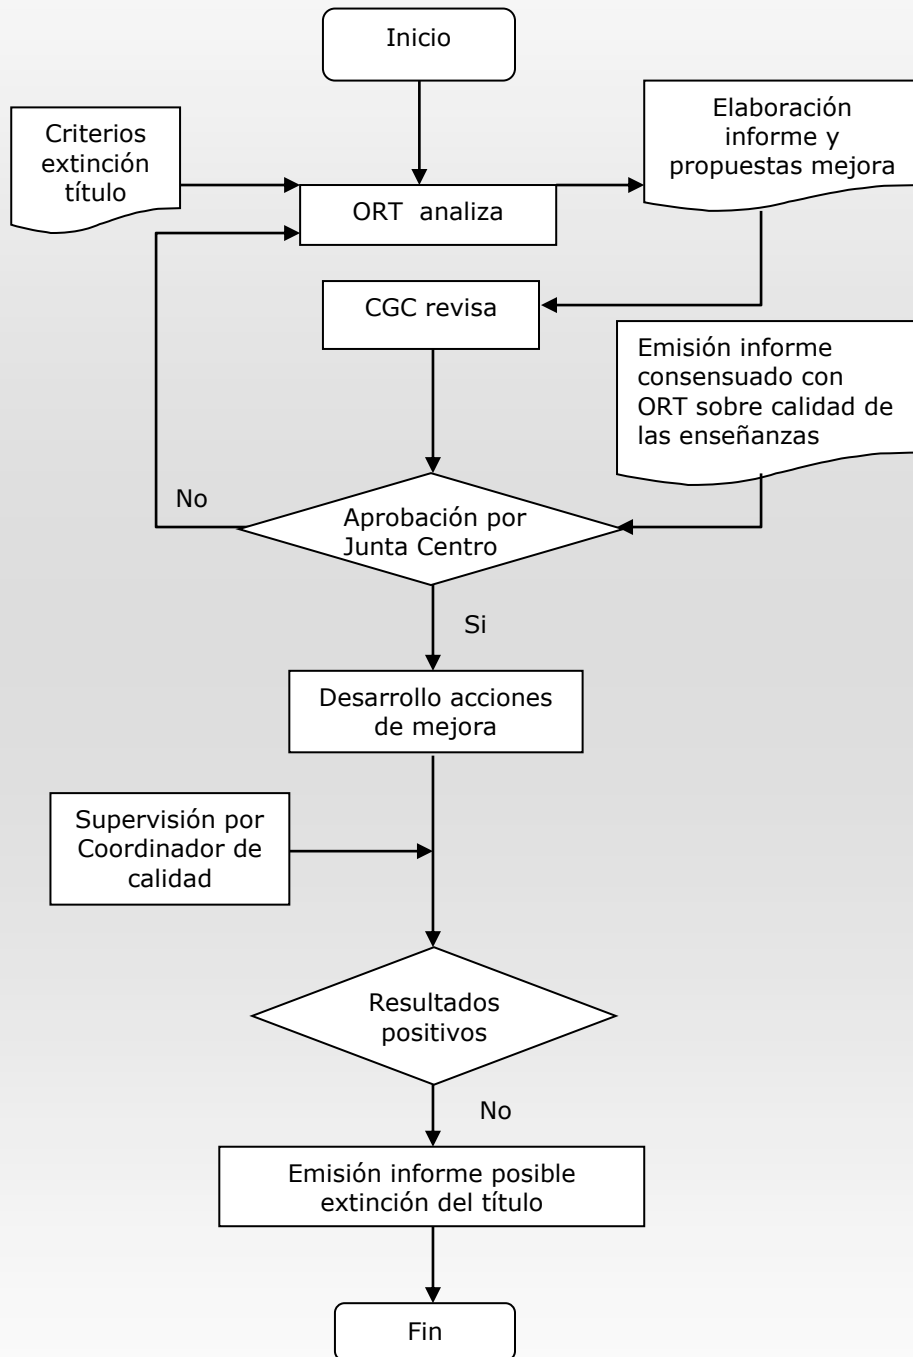 Inicio
Criterios
extinción
título
Elaboración
informe y
propuestas mejora
ORT analiza
CGC revisa
Emisión informe
consensuado con
ORT sobre calidad de
las enseñanzas
No
Aprobación por
Junta Centro
Si
Desarrollo acciones
de mejora
Supervisión por
Coordinador de
calidad
Resultados
positivos
No
Emisión informe posible
extinción del título
Fin